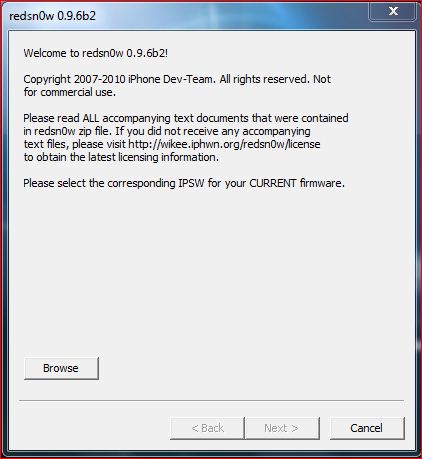 redsn0w 0.9.6b2
X
Welcome to redsn0w 0.9.6b2!
Copyright 2007-2010 iPhone Dev-Team. All rights reserved. Not
for commercial use.
Please read ALL accompanying text documents that were contained
in redsn0w zip file. If you did not receive any accompanying
text files, please visit http://wikee.iphwn.org/redsn0w/license
to obtain the latest licensing information.
Please select the corresponding IPSW for your CURRENT firmware.
Browse
< Back Next > Cancel